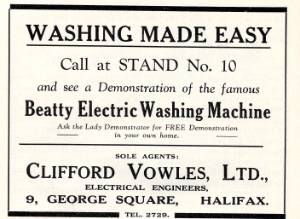 WASHING MADE EASY
Call at STAND No. 10
and see a Demonstration of the famous
Beatty Electric Washing Machine
Ask the Lady Demonstrator for FREE Demonstration
in your own home.
SOLE AGENTS:
CLIFFORD VOWLES, LTD.,
ELECTRICAL ENGINEERS,
9, GEORGE SQUARE, HALIFAX.
TEL. 2729.